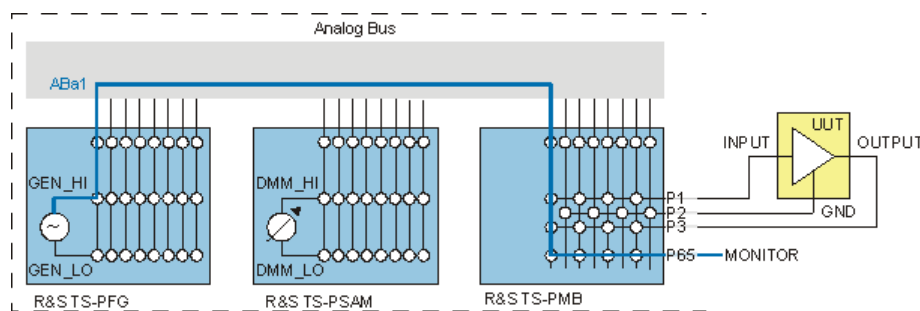 Analog Bus
ABa1
UUT
INPUT
OUTPUT
GEN_HI
DMM_HI
P1
P2
GND
P3
GEN_LO
DMM_LO
P65
MONITOR
R&S TS-PFG
R&S TS-PSAM
R&S TS-PMB